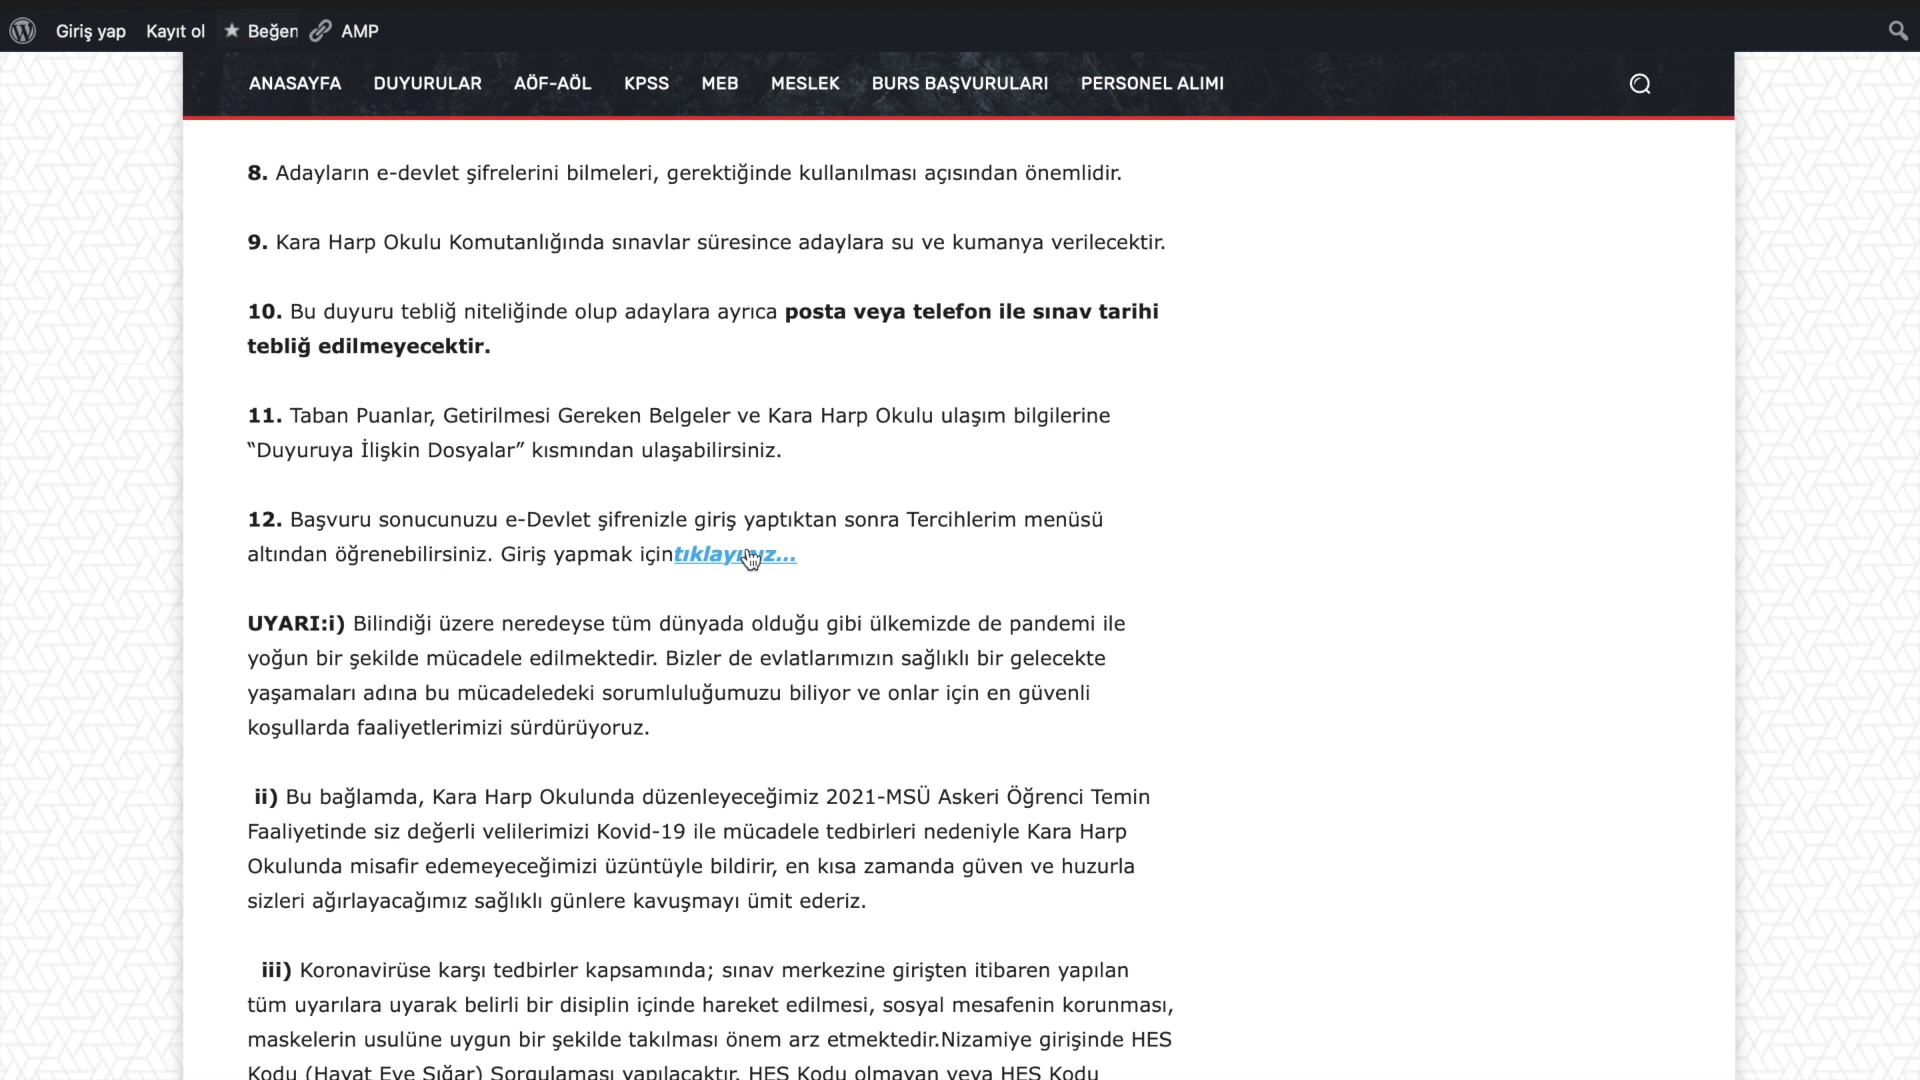 Giriş yap Kayıt ol Beğen AMP
ANASAYFA DUYURULAR AÖF-AÖL KPSS MEB MESLEK BURS BAŞVURULARI PERSONEL ALIMI
8. Adayların e-devlet şifrelerini bilmeleri, gerektiğinde kullanılması açısından önemlidir.
9. Kara Harp Okulu Komutanlığında sınavlar süresince adaylara su ve kumanya verilecektir.
10. Bu duyuru tebliğ niteliğinde olup adaylara ayrıca posta veya telefon ile sınav tarihi
tebliğ edilmeyecektir.
11. Taban Puanlar, Getirilmesi Gereken Belgeler ve Kara Harp Okulu ulaşım bilgilerine
“Duyuruya İlişkin Dosyalar” kısmından ulaşabilirsiniz.
12. Başvuru sonucunuzu e-Devlet şifrenizle giriş yaptıktan sonra Tercihlerim menüsü
altından öğrenebilirsiniz. Giriş yapmak içintıklayınız...
UYARI:i) Bilindiği üzere neredeyse tüm dünyada olduğu gibi ülkemizde de pandemi ile
yoğun bir şekilde mücadele edilmektedir. Bizler de evlatlarımızın sağlıklı bir gelecekte
yaşamaları adına bu mücadeledeki sorumluluğumuzu biliyor ve onlar için en güvenli
koşullarda faaliyetlerimizi sürdürüyoruz.
ii) Bu bağlamda, Kara Harp Okulunda düzenleyeceğimiz 2021-MSÜ Askeri Öğrenci Temin
Faaliyetinde siz değerli velilerimizi Kovid-19 ile mücadele tedbirleri nedeniyle Kara Harp
Okulunda misafir edemeyeceğimizi üzüntüyle bildirir, en kısa zamanda güven ve huzurla
sizleri ağırlayacağımız sağlıklı günlere kavuşmayı ümit ederiz.
iii) Koronavirüse karşı tedbirler kapsamında; sınav merkezine girişten itibaren yapılan
tüm uyarılara uyarak belirli bir disiplin içinde hareket edilmesi, sosyal mesafenin korunması,
maskelerin usulüne uygun bir şekilde takılması önem arz etmektedir.Nizamiye girişinde HES
Kodu (Hayat Eve Sığar) Sorgulaması yapılacaktır. HES Kodu olmayan veya HES Kodu